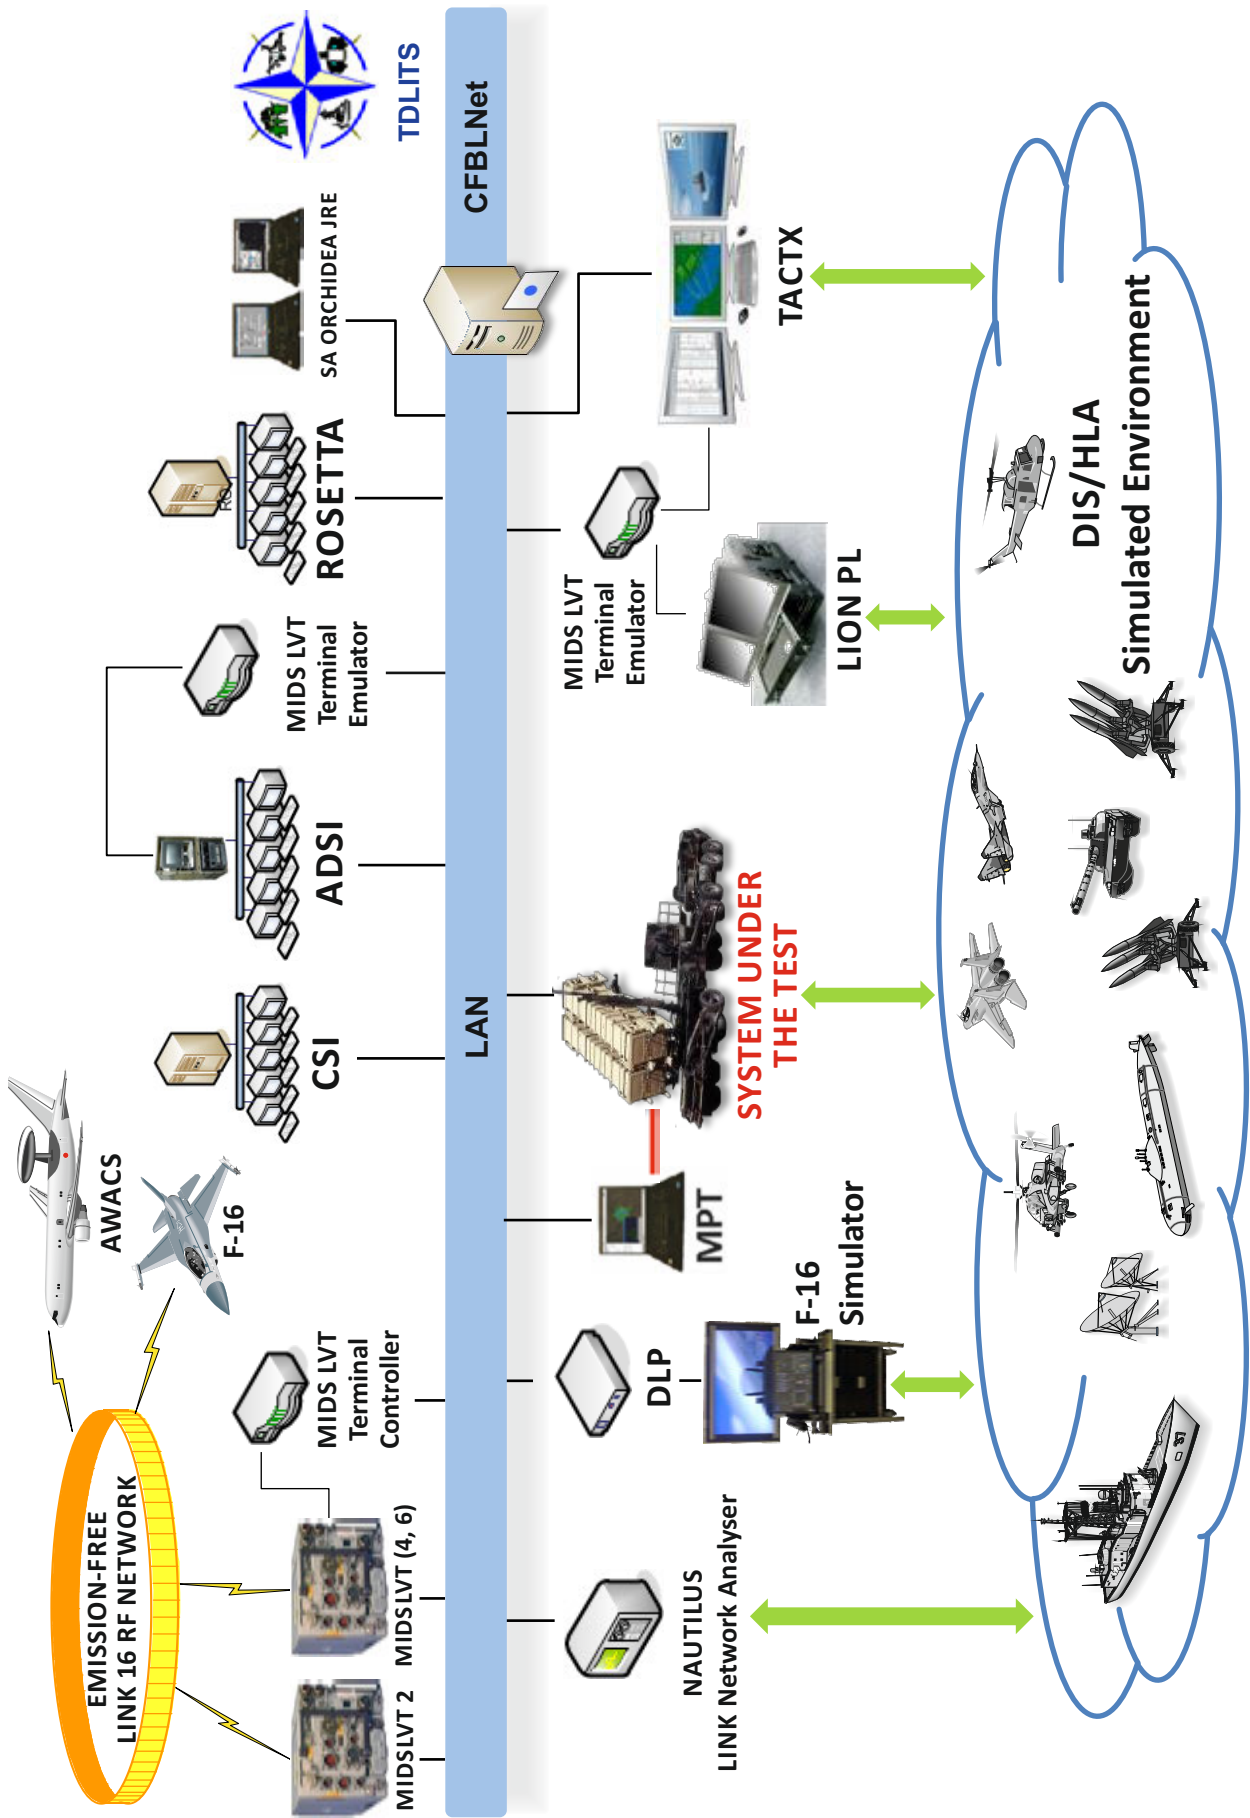 EMISSION-FREE
LINK 16 RF NETWORK
AWACS
F-16
TDLITS
MIDSLVT 2
MIDSLVT (4, 6)
MIDS LVT
Terminal
Controller
CSI
ADSI
MIDS LVT
Terminal
Emulator
ROSETTA
SA ORCHIDEA JRE
LAN
CFBLNet
NAUTILUS
LINK Network Analyser
DLP
F-16
Simulator
MPT
SYSTEM UNDER
THE TEST
MIDS LVT
Terminal
Emulator
LION PL
TACTX
DIS/HLA
Simulated Environment